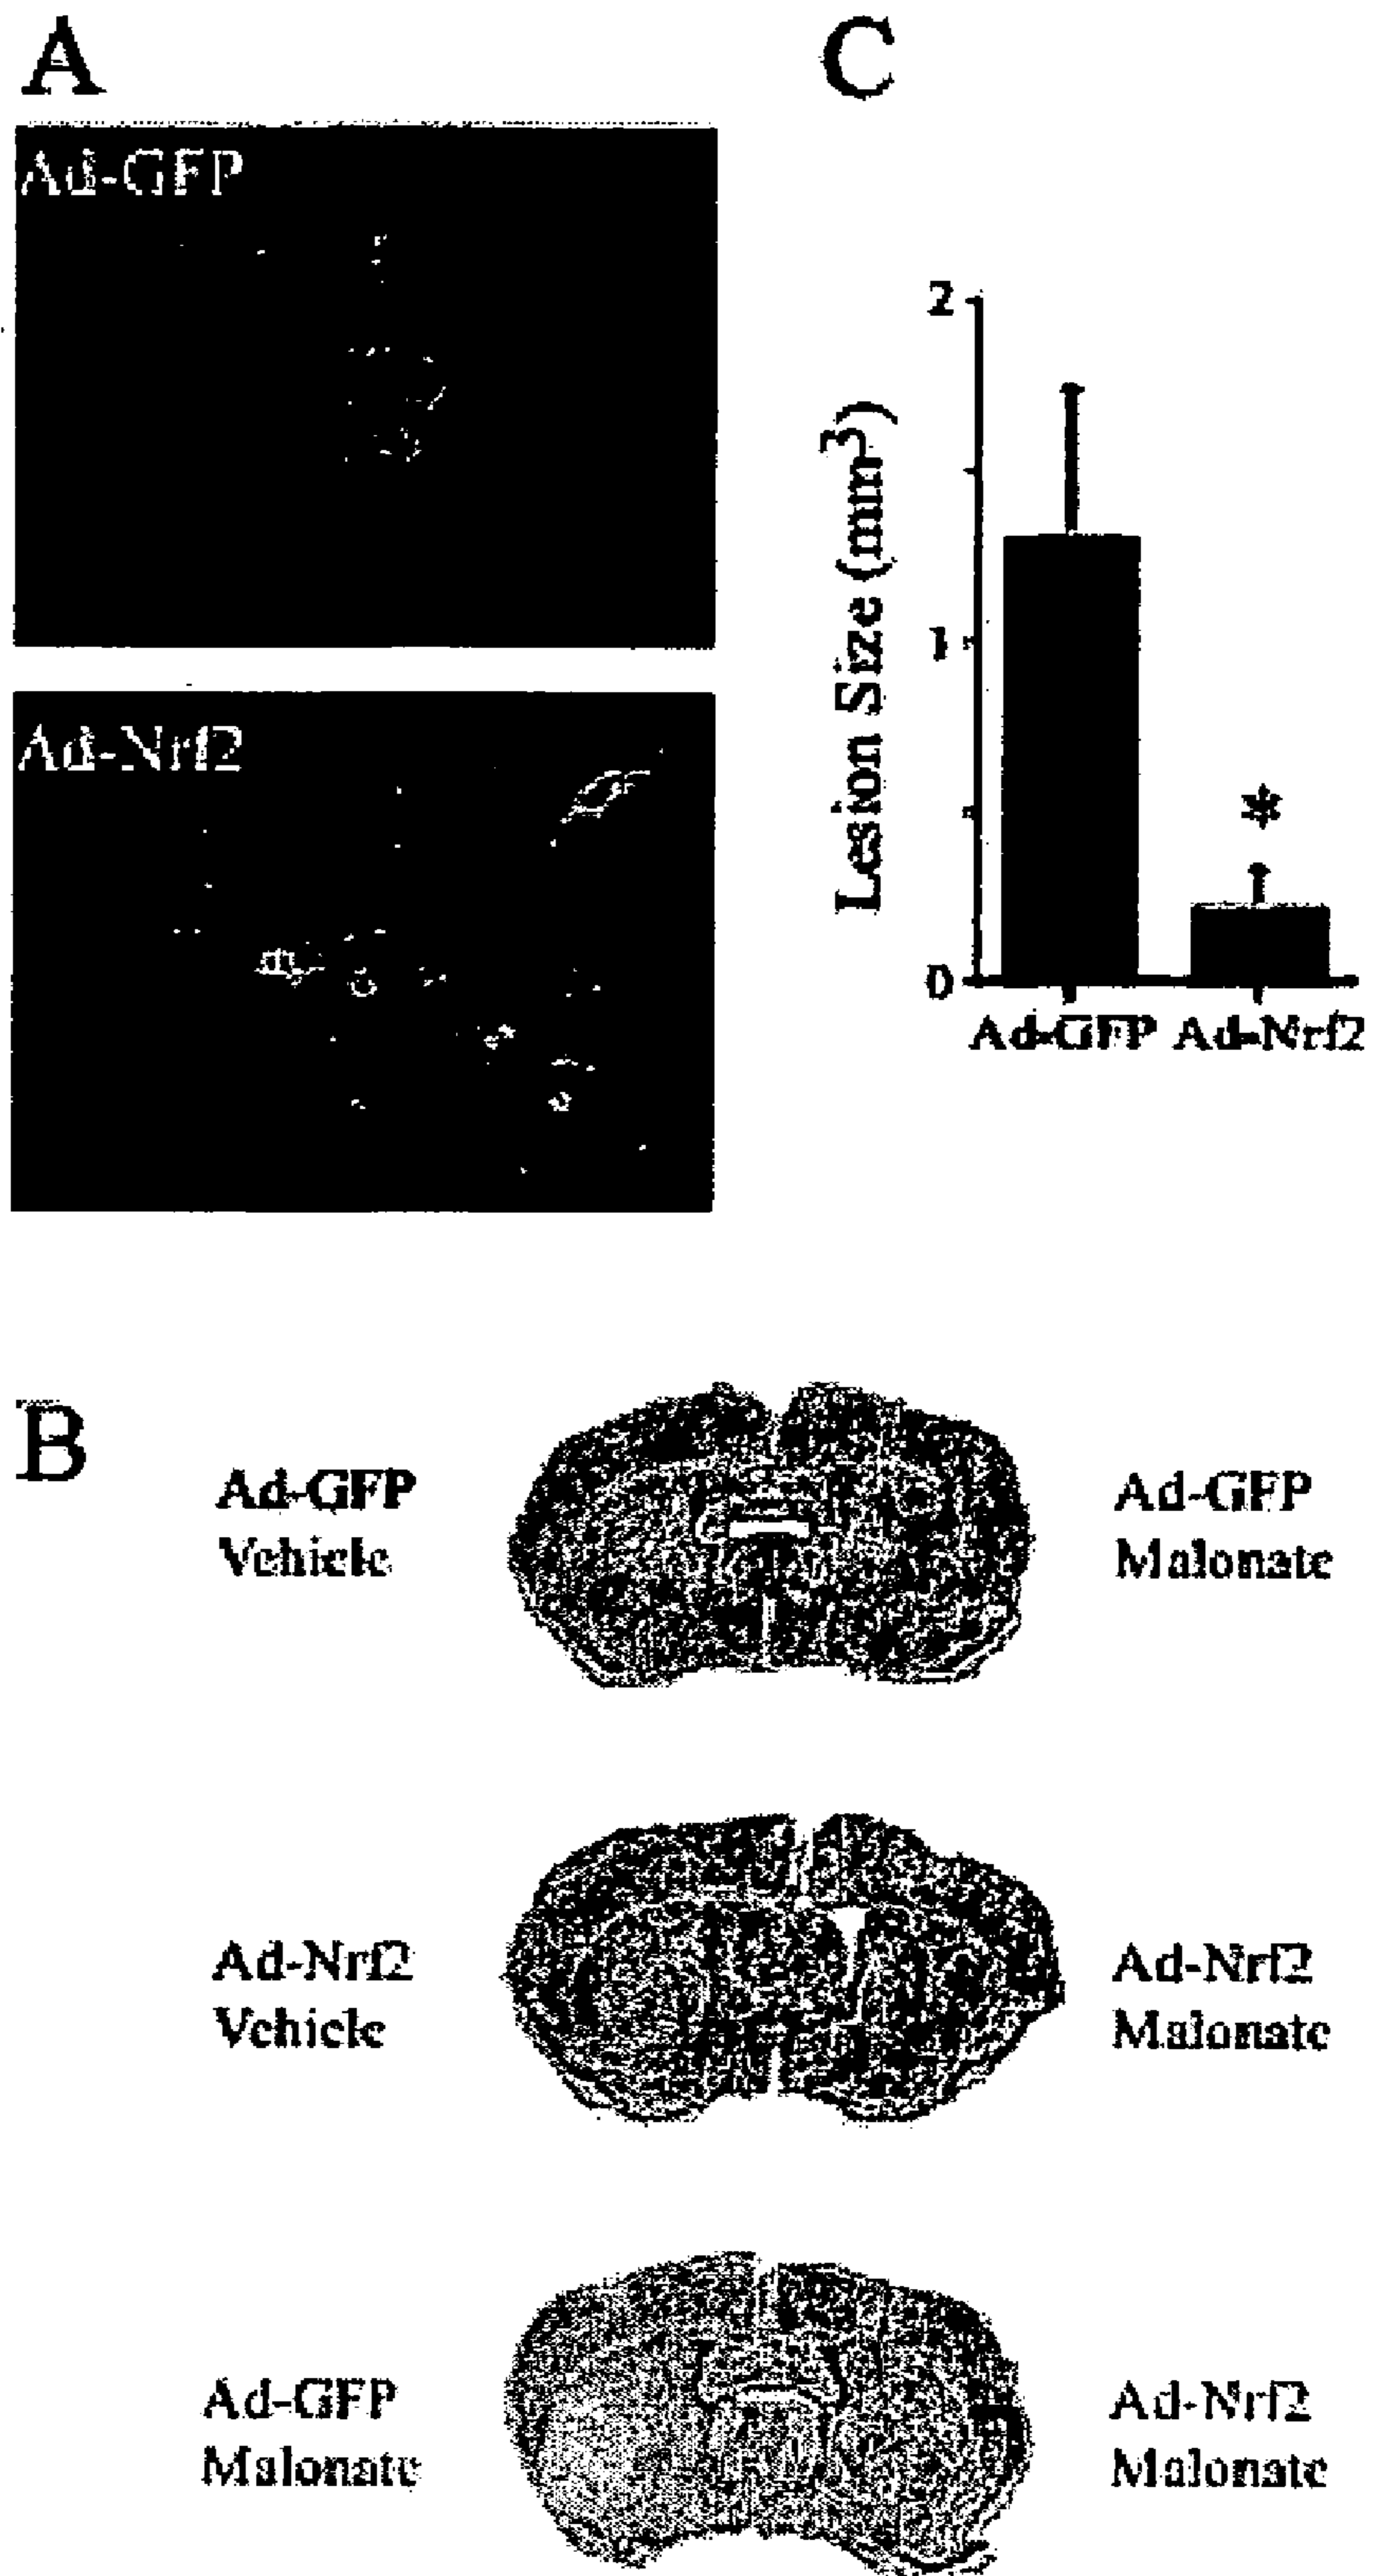 A
Ad-GFP
Ad-Nrf2
C
2
1
0
Lesion Size (mm³)
*
Ad-GFP Ad-Nrf2
B
Ad-GFP
Vehicle
Ad-GFP
Malonate
Ad-Nrf2
Vehicle
Ad-Nrf2
Malonate
Ad-GFP
Malonate
Ad-Nrf2
Malonate